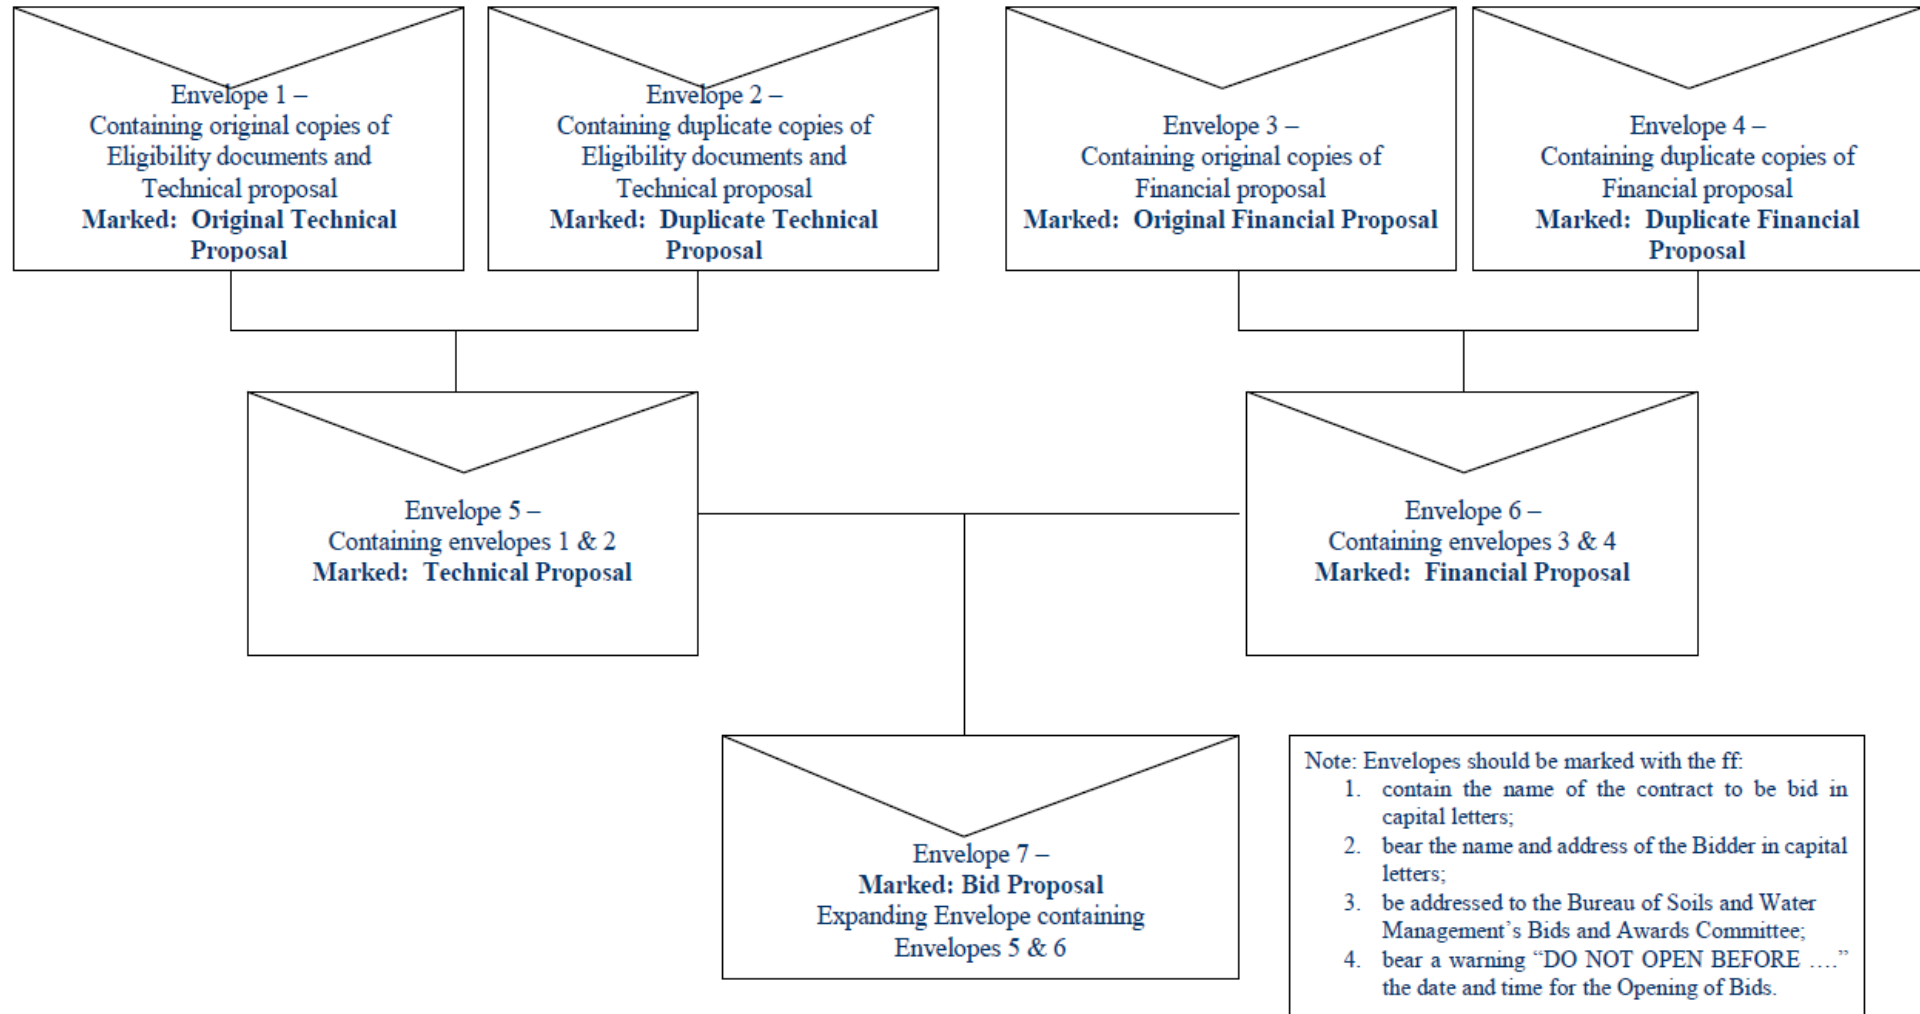 Envelope 1 –
Containing original copies of
Eligibility documents and
Technical proposal
Marked:  Original Technical
Proposal
Envelope 2 –
Containing duplicate copies of
Eligibility documents and
Technical proposal
Marked:  Duplicate Technical
Proposal
Envelope 3 –
Containing original copies of
Financial proposal
Marked:  Original Financial Proposal
Envelope 4 –
Containing duplicate copies of
Financial proposal
Marked:  Duplicate Financial
Proposal
Envelope 5 –
Containing envelopes 1 & 2
Marked:  Technical Proposal
Envelope 6 –
Containing envelopes 3 & 4
Marked:  Financial Proposal
Envelope 7 –
Marked: Bid Proposal
Expanding Envelope containing
Envelopes 5 & 6
Note: Envelopes should be marked with the ff:
1. contain the name of the contract to be bid in
capital letters;
2. bear the name and address of the Bidder in capital
letters;
3. be addressed to the Bureau of Soils and Water
Management’s Bids and Awards Committee;
4. bear a warning “DO NOT OPEN BEFORE ….”
the date and time for the Opening of Bids.